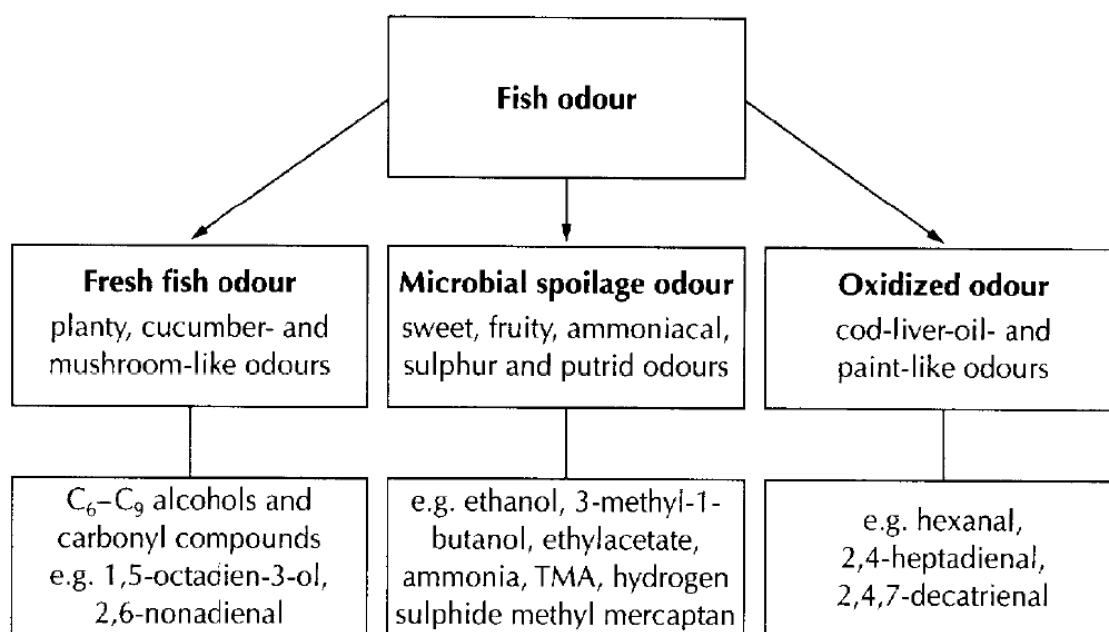 Fish odour
Fresh fish odour
planty, cucumber- and
mushroom-like odours
Microbial spoilage odour
sweet, fruity, ammoniacal,
sulphur and putrid odours
Oxidized odour
cod-liver-oil- and
paint-like odours
C₆–C₉ alcohols and
carbonyl compounds
e.g. 1,5-octadien-3-ol,
2,6-nonadienal
e.g. ethanol, 3-methyl-1-
butanol, ethylacetate,
ammonia, TMA, hydrogen
sulphide methyl mercaptan
e.g. hexanal,
2,4-heptadienal,
2,4,7-decatrienal